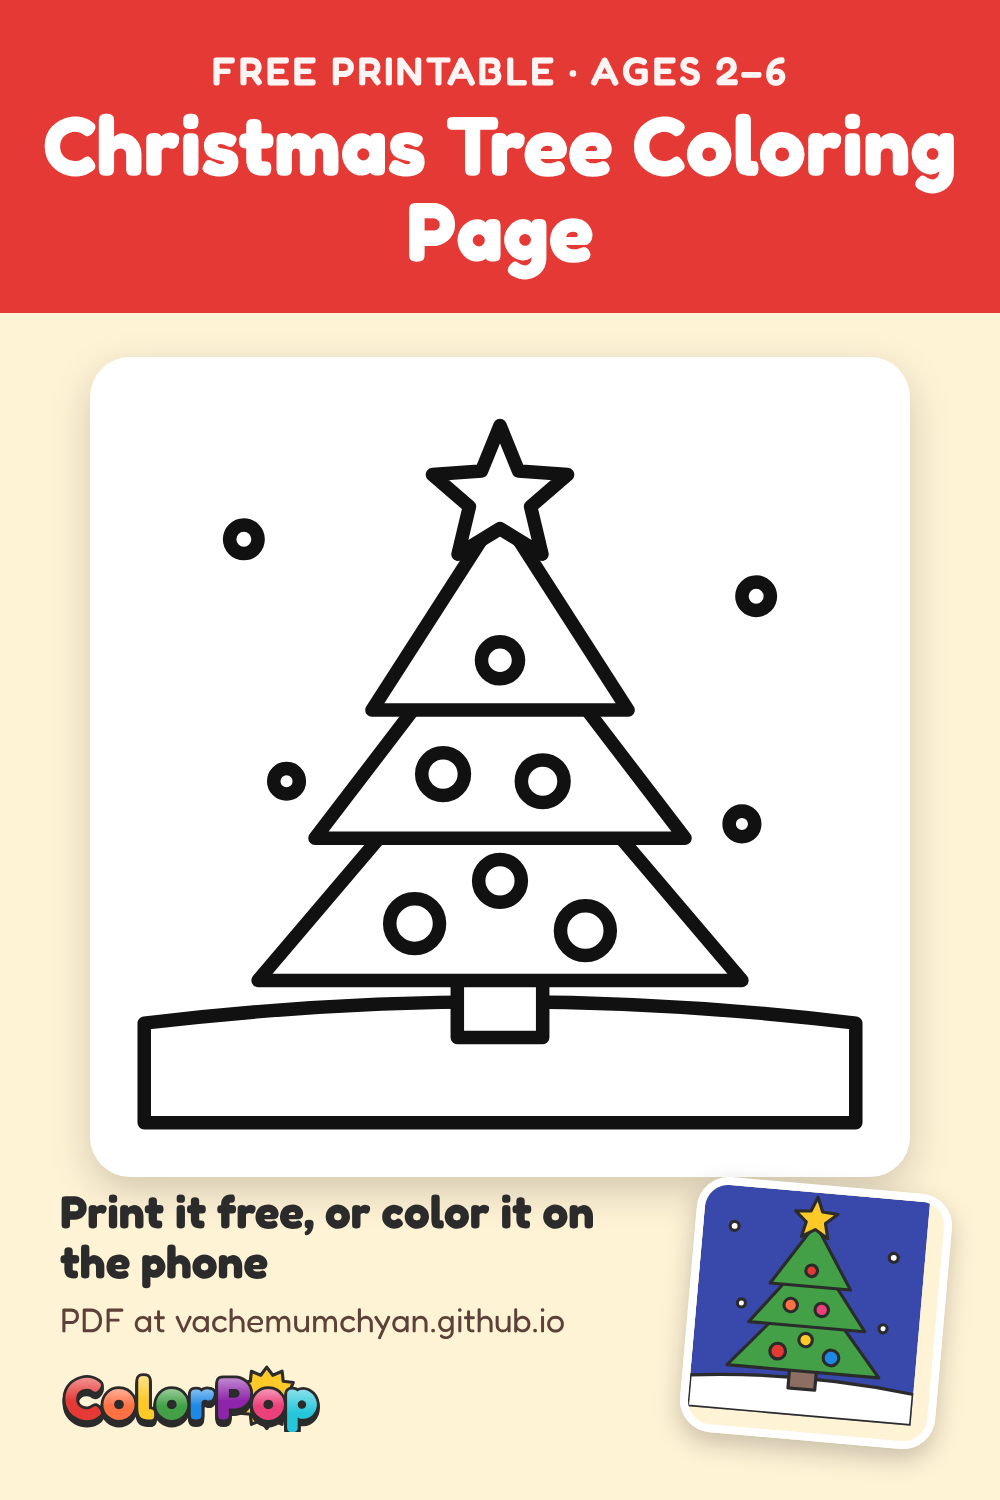 FREE PRINTABLE · AGES 2–6
Christmas Tree Coloring
Page
Print it free, or color it on
the phone
PDF at vachemumchyan.github.io
ColorPop